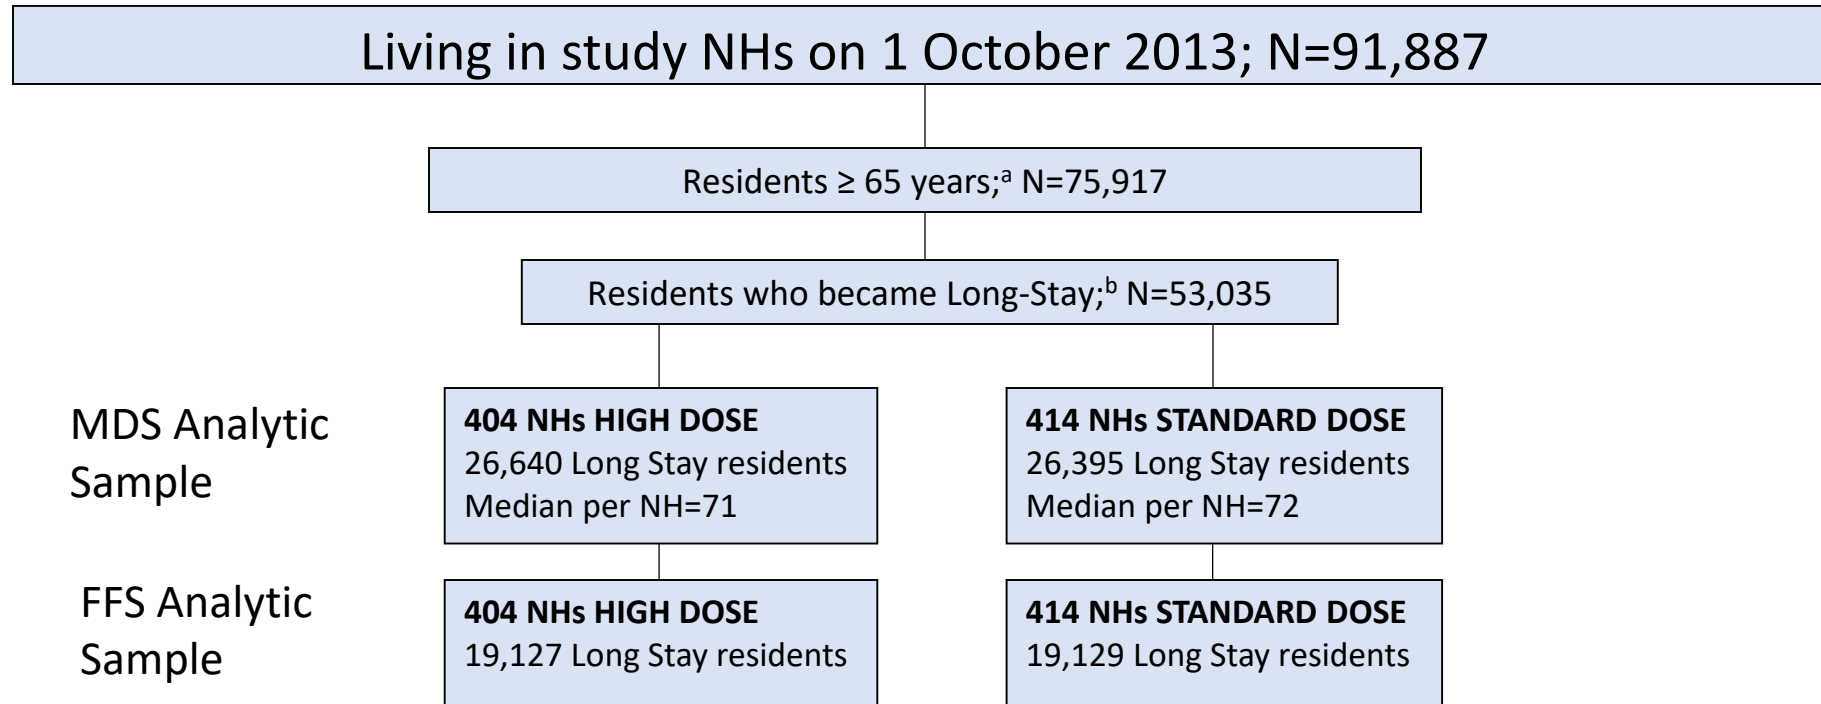 Living in study NHs on 1 October 2013; N=91,887
Residents ≥ 65 years;ᵃ N=75,917
Residents who became Long-Stay;ᵇ N=53,035
MDS Analytic
Sample
404 NHs HIGH DOSE
26,640 Long Stay residents
Median per NH=71
414 NHs STANDARD DOSE
26,395 Long Stay residents
Median per NH=72
FFS Analytic
Sample
404 NHs HIGH DOSE
19,127 Long Stay residents
414 NHs STANDARD DOSE
19,129 Long Stay residents